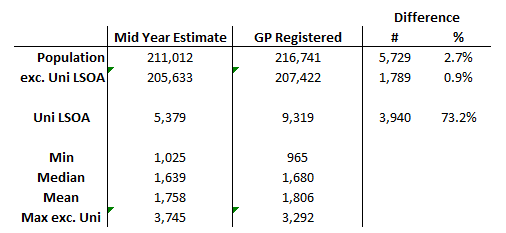 Difference
Mid Year Estimate GP Registered # %
Population 211,012 216,741 5,729 2.7%
exc. Uni LSOA 205,633 207,422 1,789 0.9%
Uni LSOA 5,379 9,319 3,940 73.2%
Min 1,025 965
Median 1,639 1,680
Mean 1,758 1,806
Max exc. Uni 3,745 3,292